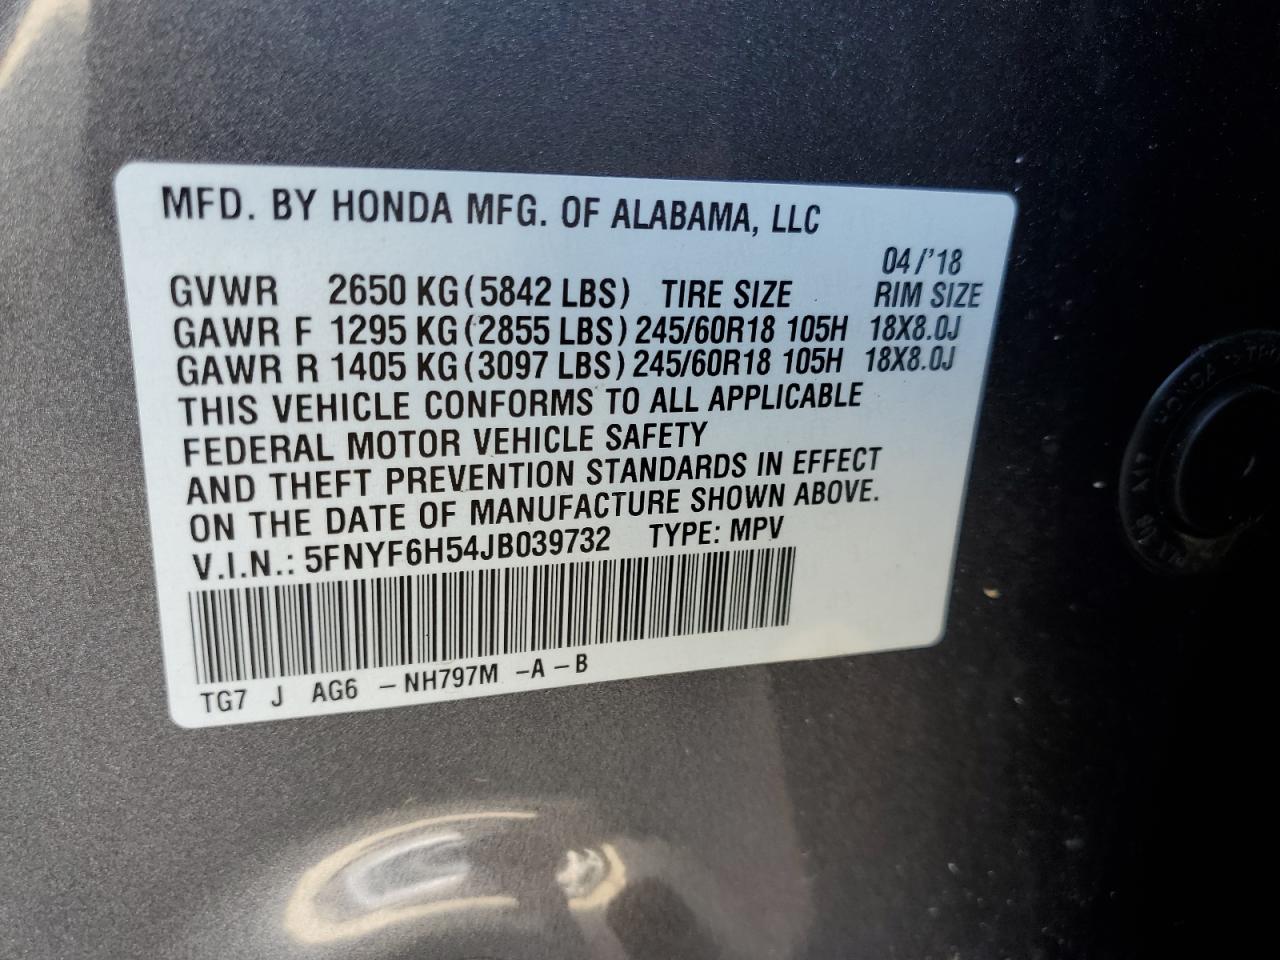 MFD. BY HONDA MFG. OF ALABAMA, LLC
04/'18
GVWR 2650 KG (5842 LBS) TIRE SIZE RIM SIZE
GAWR F 1295 KG (2855 LBS) 245/60R18 105H 18X8.0J
GAWR R 1405 KG (3097 LBS) 245/60R18 105H 18X8.0J
THIS VEHICLE CONFORMS TO ALL APPLICABLE
FEDERAL MOTOR VEHICLE SAFETY
AND THEFT PREVENTION STANDARDS IN EFFECT
ON THE DATE OF MANUFACTURE SHOWN ABOVE.
V.I.N.: 5FNYF6H54JB039732 TYPE: MPV
TG7 J AG6 -NH797M -A -B
HONDA